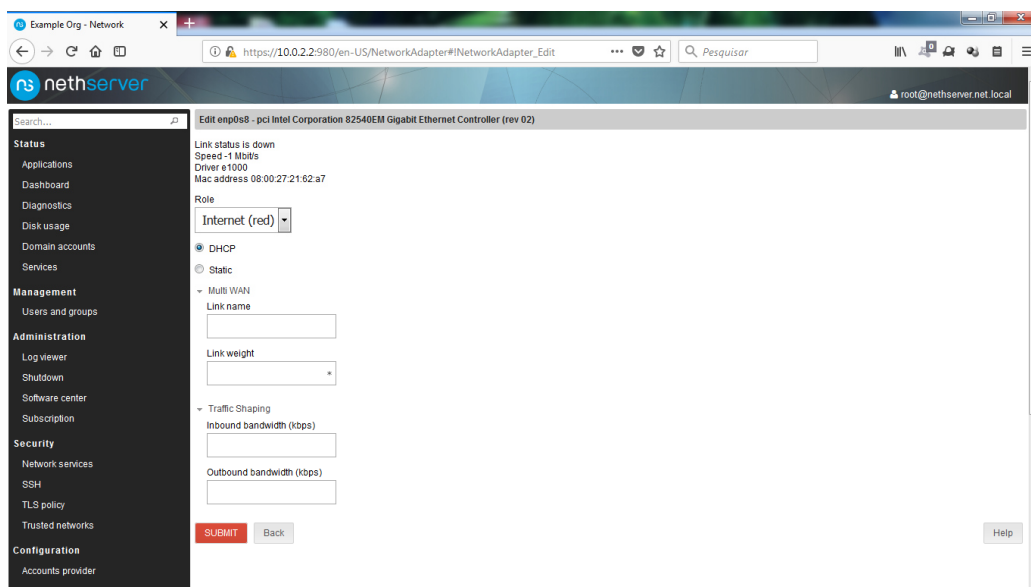 Example Org - Network
https://10.0.2.2:980/en-US/NetworkAdapter#!NetworkAdapter_Edit
Pesquisar
0
ns nethserver
root@nethserver.net.local
Search...
Status
Applications
Dashboard
Diagnostics
Disk usage
Domain accounts
Services
Management
Users and groups
Administration
Log viewer
Shutdown
Software center
Subscription
Security
Network services
SSH
TLS policy
Trusted networks
Configuration
Accounts provider
Edit enp0s8 - pci Intel Corporation 82540EM Gigabit Ethernet Controller (rev 02)
Link status is down
Speed -1 Mbit/s
Driver e1000
Mac address 08:00:27:21:62:a7
Role
Internet (red)
DHCP
Static
Multi WAN
Link name
Link weight
*
Traffic Shaping
Inbound bandwidth (kbps)
Outbound bandwidth (kbps)
SUBMIT
Back
Help